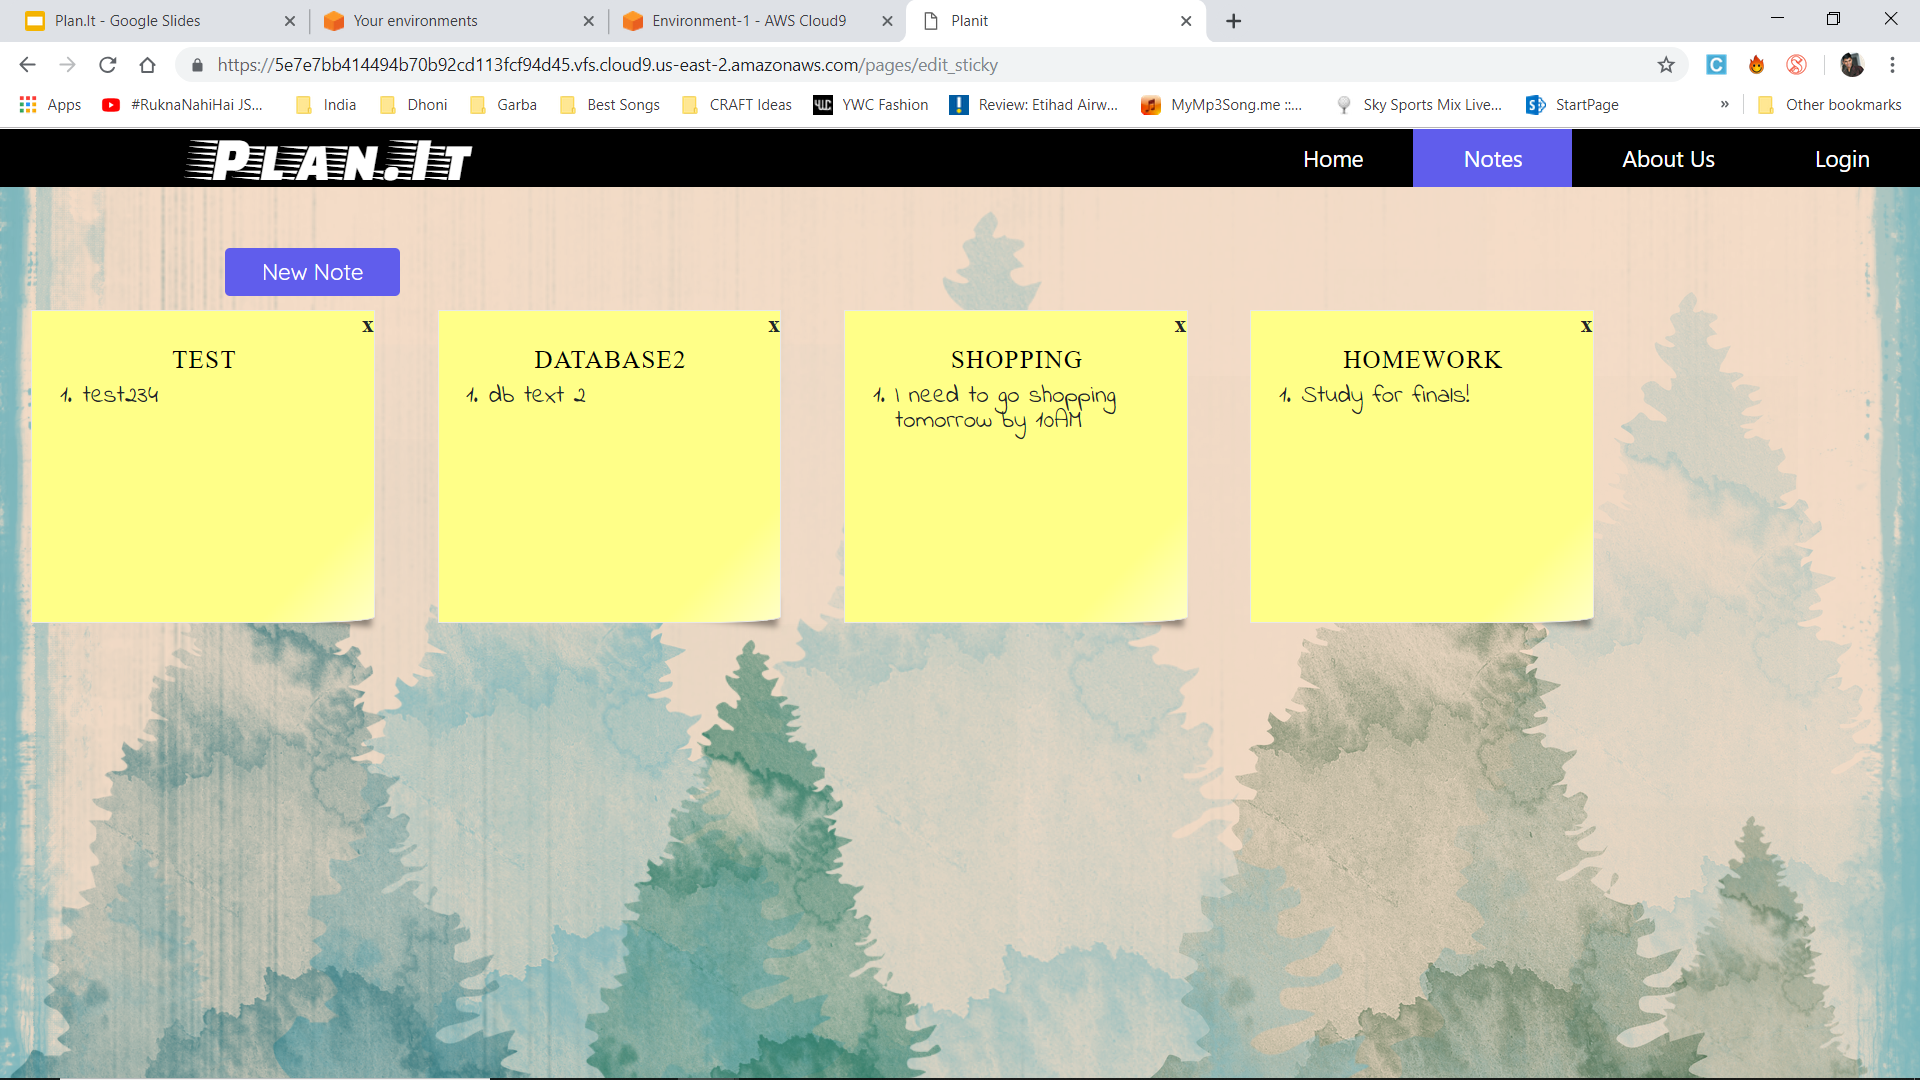 Plan.It - Google Slides
Your environments
Environment-1 - AWS Cloud9
Planit
https://5e7e7bb414494b70b92cd113fcf94d45.vfs.cloud9.us-east-2.amazonaws.com/pages/edit_sticky
Apps
#RuknaNahiHai JS...
India
Dhoni
Garba
Best Songs
CRAFT Ideas
YWC Fashion
Review: Etihad Airw...
MyMp3Song.me ::...
Sky Sports Mix Live...
StartPage
»
Other bookmarks
Plan.It
Home
Notes
About Us
Login
New Note
x
TEST
1. test234
x
DATABASE2
1. db text 2
x
SHOPPING
1. I need to go shopping
tomorrow by 10AM
x
HOMEWORK
1. Study for finals!